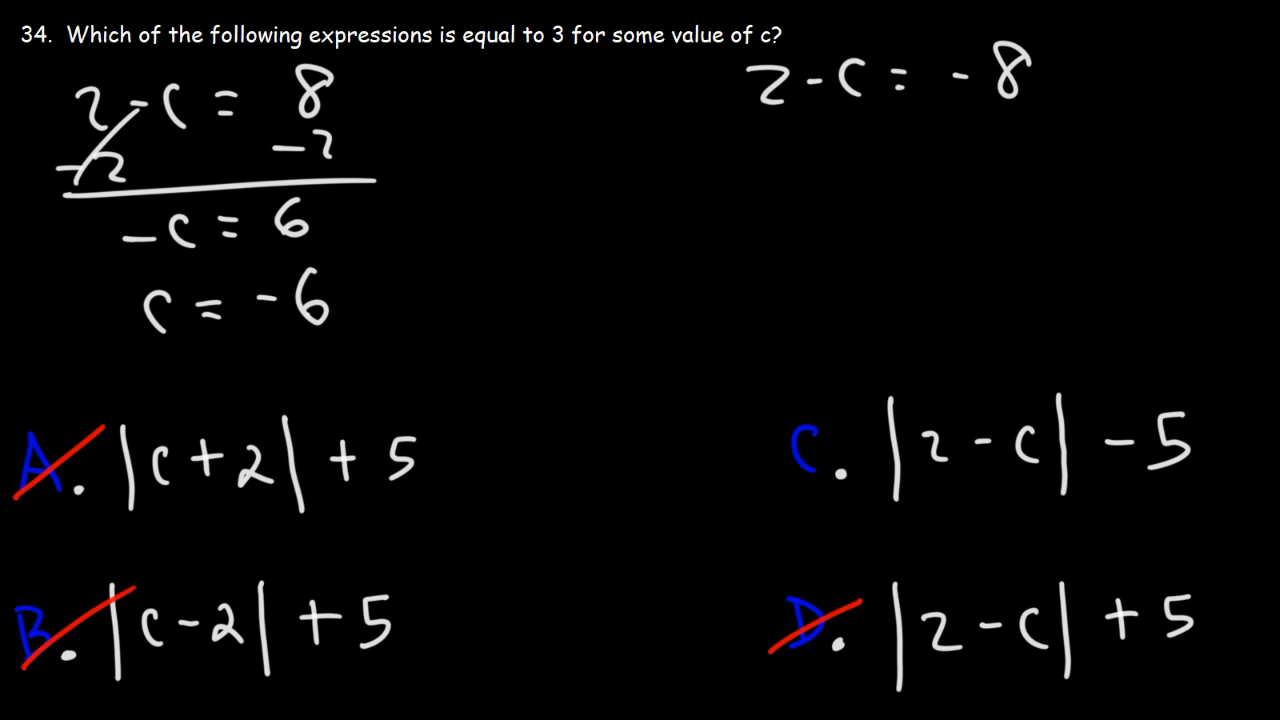 34. Which of the following expressions is equal to 3 for some value of c?
2 - c = 8
-2 -2
-c = 6
c = -6
2 - c = -8
A. |c + 2| + 5
B. |c - 2| + 5
C. |2 - c| - 5
D. |2 - c| + 5